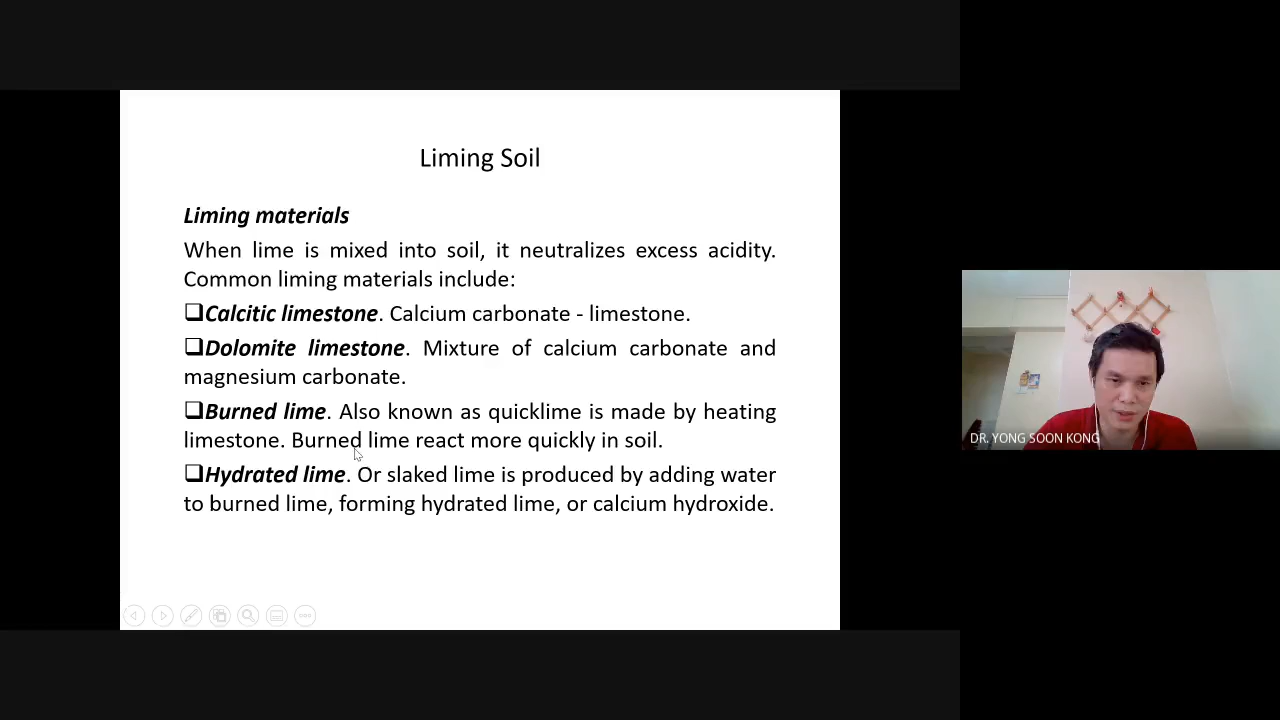 Liming Soil
Liming materials
When lime is mixed into soil, it neutralizes excess acidity.
Common liming materials include:
❑Calcitic limestone. Calcium carbonate - limestone.
❑Dolomite limestone. Mixture of calcium carbonate and
magnesium carbonate.
❑Burned lime. Also known as quicklime is made by heating
limestone. Burned lime react more quickly in soil.
❑Hydrated lime. Or slaked lime is produced by adding water
to burned lime, forming hydrated lime, or calcium hydroxide.
DR. YONG SOON KONG